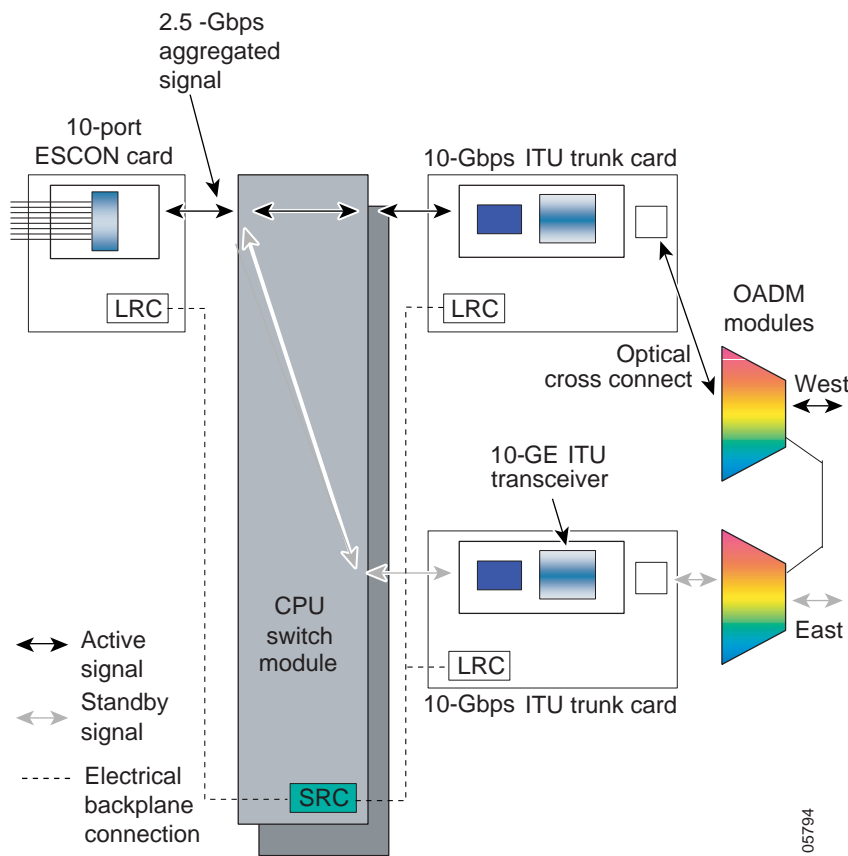 2.5 -Gbps
aggregated
signal
10-port
ESCON card
10-Gbps ITU trunk card
LRC
LRC
OADM
modules
Optical
cross connect
West
10-GE ITU
transceiver
CPU
switch
module
East
Active
signal
LRC
Standby
signal
10-Gbps ITU trunk card
Electrical
backplane
connection
SRC
05794